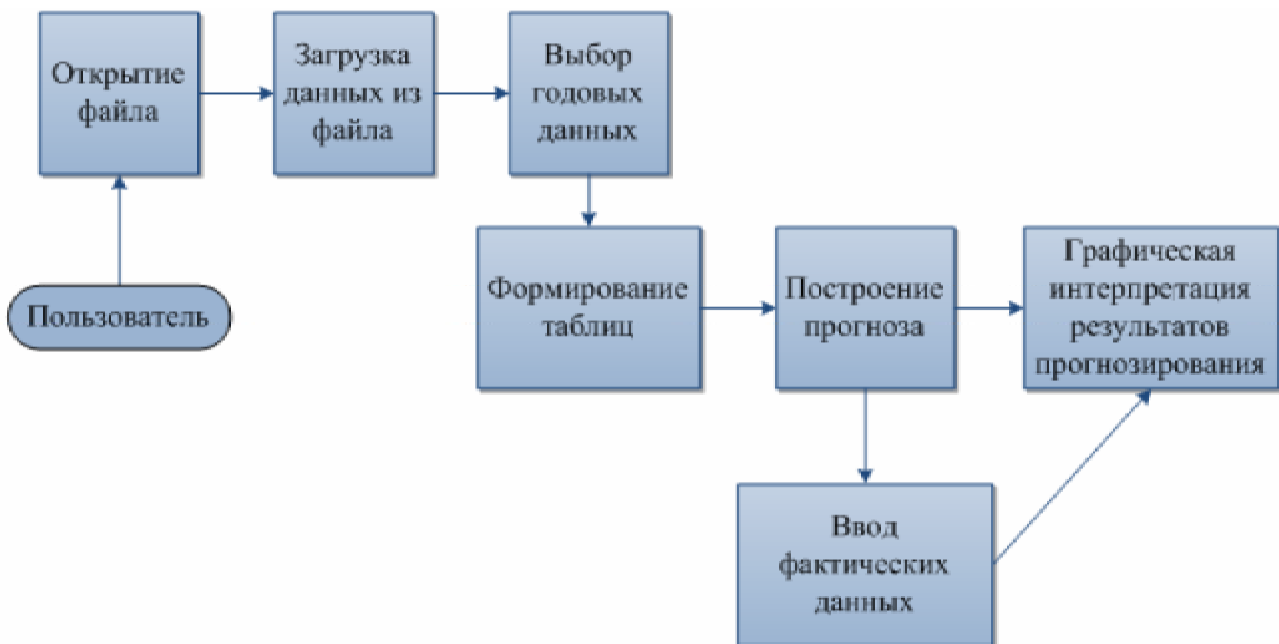 Открытие
файла
Загрузка
данных из
файла
Выбор
годовых
данных
Пользователь
Формирование
таблиц
Построение
прогноза
Графическая
интерпретация
результатов
прогнозирования
Ввод
фактических
данных